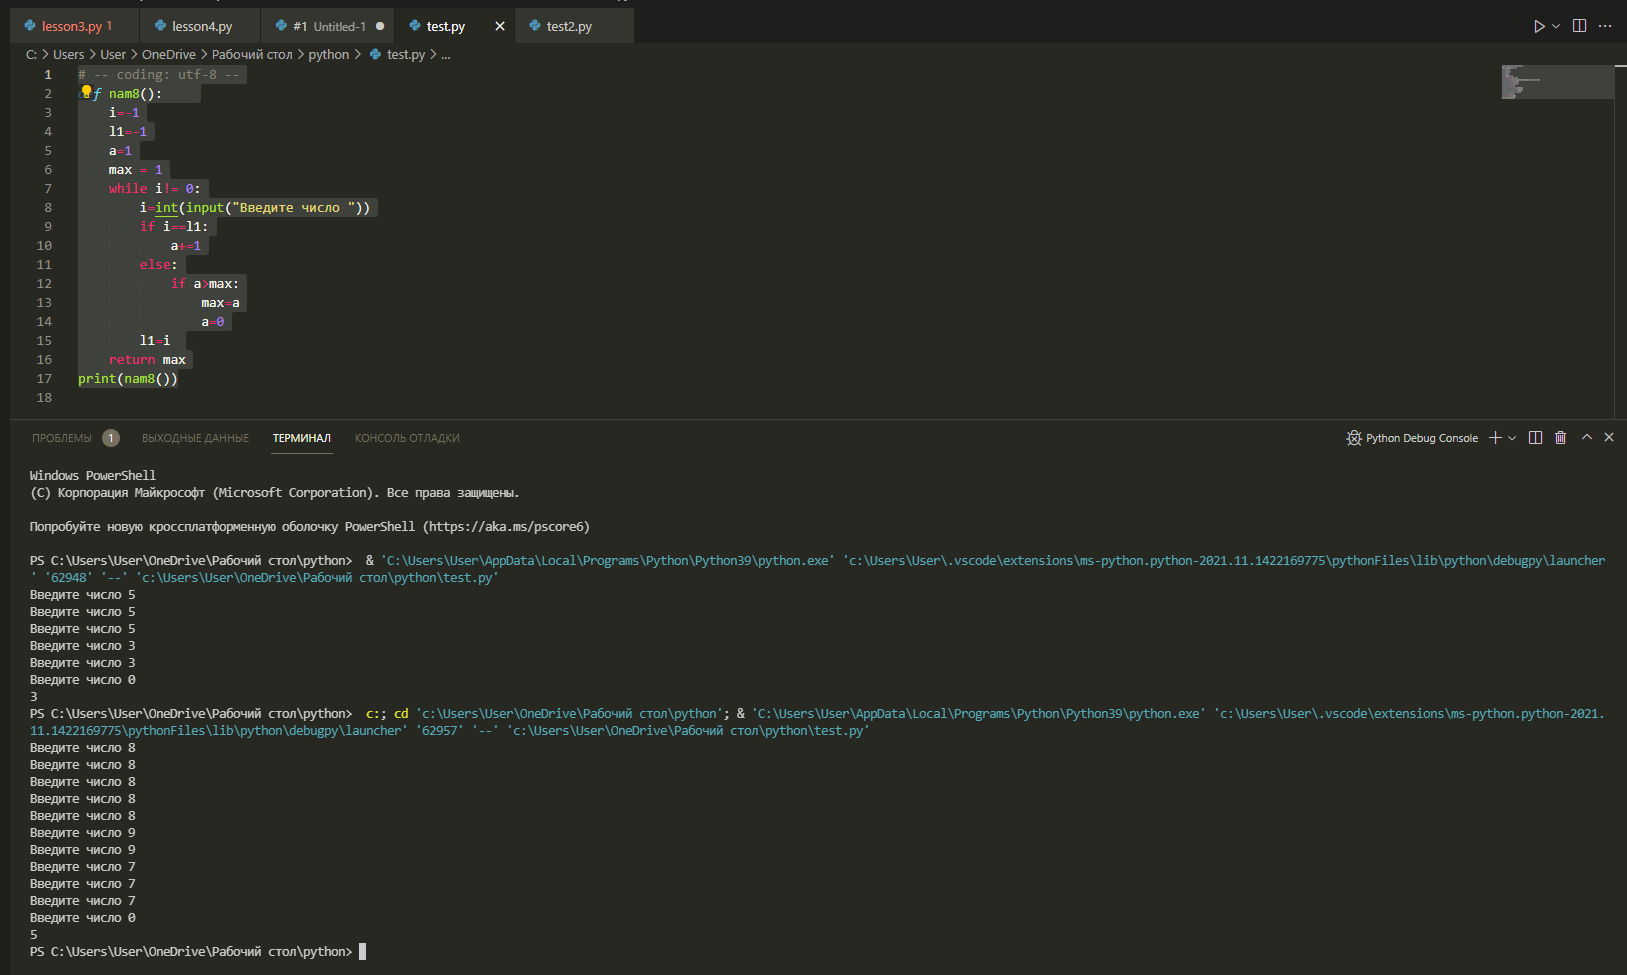 lesson3.py 1 lesson4.py #1 Untitled-1 test.py test2.py
C: > Users > User > OneDrive > Рабочий стол > python > test.py > ...
1 # -- coding: utf-8 --
2 f nam8():
3 i=-1
4 l1=-1
5 a=1
6 max = 1
7 while i!= 0:
8 i=int(input("Введите число "))
9 if i==l1:
10 a+=1
11 else:
12 if a>max:
13 max=a
14 a=0
15 l1=i
16 return max
17 print(nam8())
18
ПРОБЛЕМЫ 1 ВЫХОДНЫЕ ДАННЫЕ ТЕРМИНАЛ КОНСОЛЬ ОТЛАДКИ Python Debug Console
Windows PowerShell
(C) Корпорация Майкрософт (Microsoft Corporation). Все права защищены.
Попробуйте новую кроссплатформенную оболочку PowerShell (https://aka.ms/pscore6)
PS C:\Users\User\OneDrive\Рабочий стол\python>  & 'C:\Users\User\AppData\Local\Programs\Python\Python39\python.exe' 'c:\Users\User\.vscode\extensions\ms-python.python-2021.11.1422169775\pythonFiles\lib\python\debugpy\launcher
' '62948' '--' 'c:\Users\User\OneDrive\Рабочий стол\python\test.py'
Введите число 5
Введите число 5
Введите число 5
Введите число 3
Введите число 3
Введите число 0
3
PS C:\Users\User\OneDrive\Рабочий стол\python>  c:; cd 'c:\Users\User\OneDrive\Рабочий стол\python'; & 'C:\Users\User\AppData\Local\Programs\Python\Python39\python.exe' 'c:\Users\User\.vscode\extensions\ms-python.python-2021.
11.1422169775\pythonFiles\lib\python\debugpy\launcher' '62957' '--' 'c:\Users\User\OneDrive\Рабочий стол\python\test.py'
Введите число 8
Введите число 8
Введите число 8
Введите число 8
Введите число 8
Введите число 9
Введите число 9
Введите число 7
Введите число 7
Введите число 7
Введите число 0
5
PS C:\Users\User\OneDrive\Рабочий стол\python>